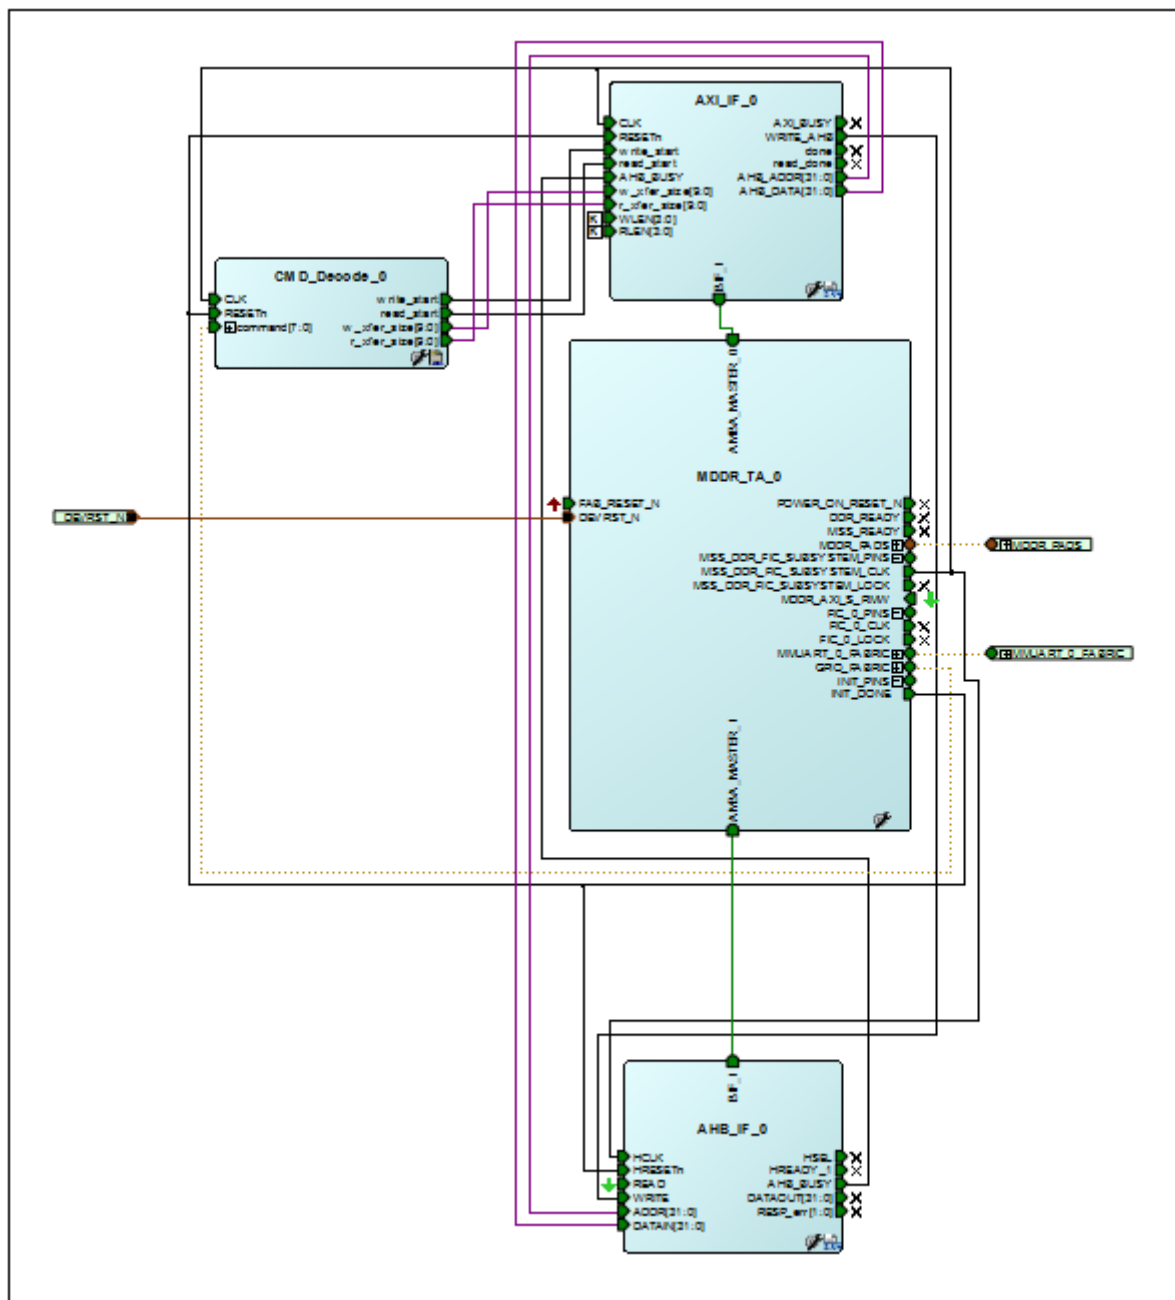 AXI_IF_0
CLK
RESETn
write_start
read_start
AHB_BUSY
w_xfer_size[9:0]
r_xfer_size[9:0]
WLEN[3:0]
RLEN[3:0]
AXI_BUSY
WRITE_AHB
done
read_done
AHB_ADDR[31:0]
AHB_DATA[31:0]
BIF_1
CMD_Decode_0
CLK
RESETn
command[7:0]
write_start
read_start
w_xfer_size[9:0]
r_xfer_size[9:0]
AMBA_MASTER_0
MDDR_TA_0
DEVRST_N
FAB_RESET_N
DEVRST_N
POWER_ON_RESET_N
DDR_READY
MSS_READY
MDDR_PADS
MSS_DDR_FIC_SUBSYSTEM_PINS
MSS_DDR_FIC_SUBSYSTEM_CLK
MSS_DDR_FIC_SUBSYSTEM_LOCK
MDDR_AXI_S_RMW
FIC_0_PINS
FIC_0_CLK
FIC_0_LOCK
MMUART_0_FABRIC
GPIO_FABRIC
INIT_PINS
INIT_DONE
MDDR_PADS
MMUART_0_FABRIC
AMBA_MASTER_1
BIF_1
AHB_IF_0
HCLK
HRESETn
READ
WRITE
ADDR[31:0]
DATAIN[31:0]
HSEL
HREADY_1
AHB_BUSY
DATAOUT[31:0]
RESP_err[1:0]